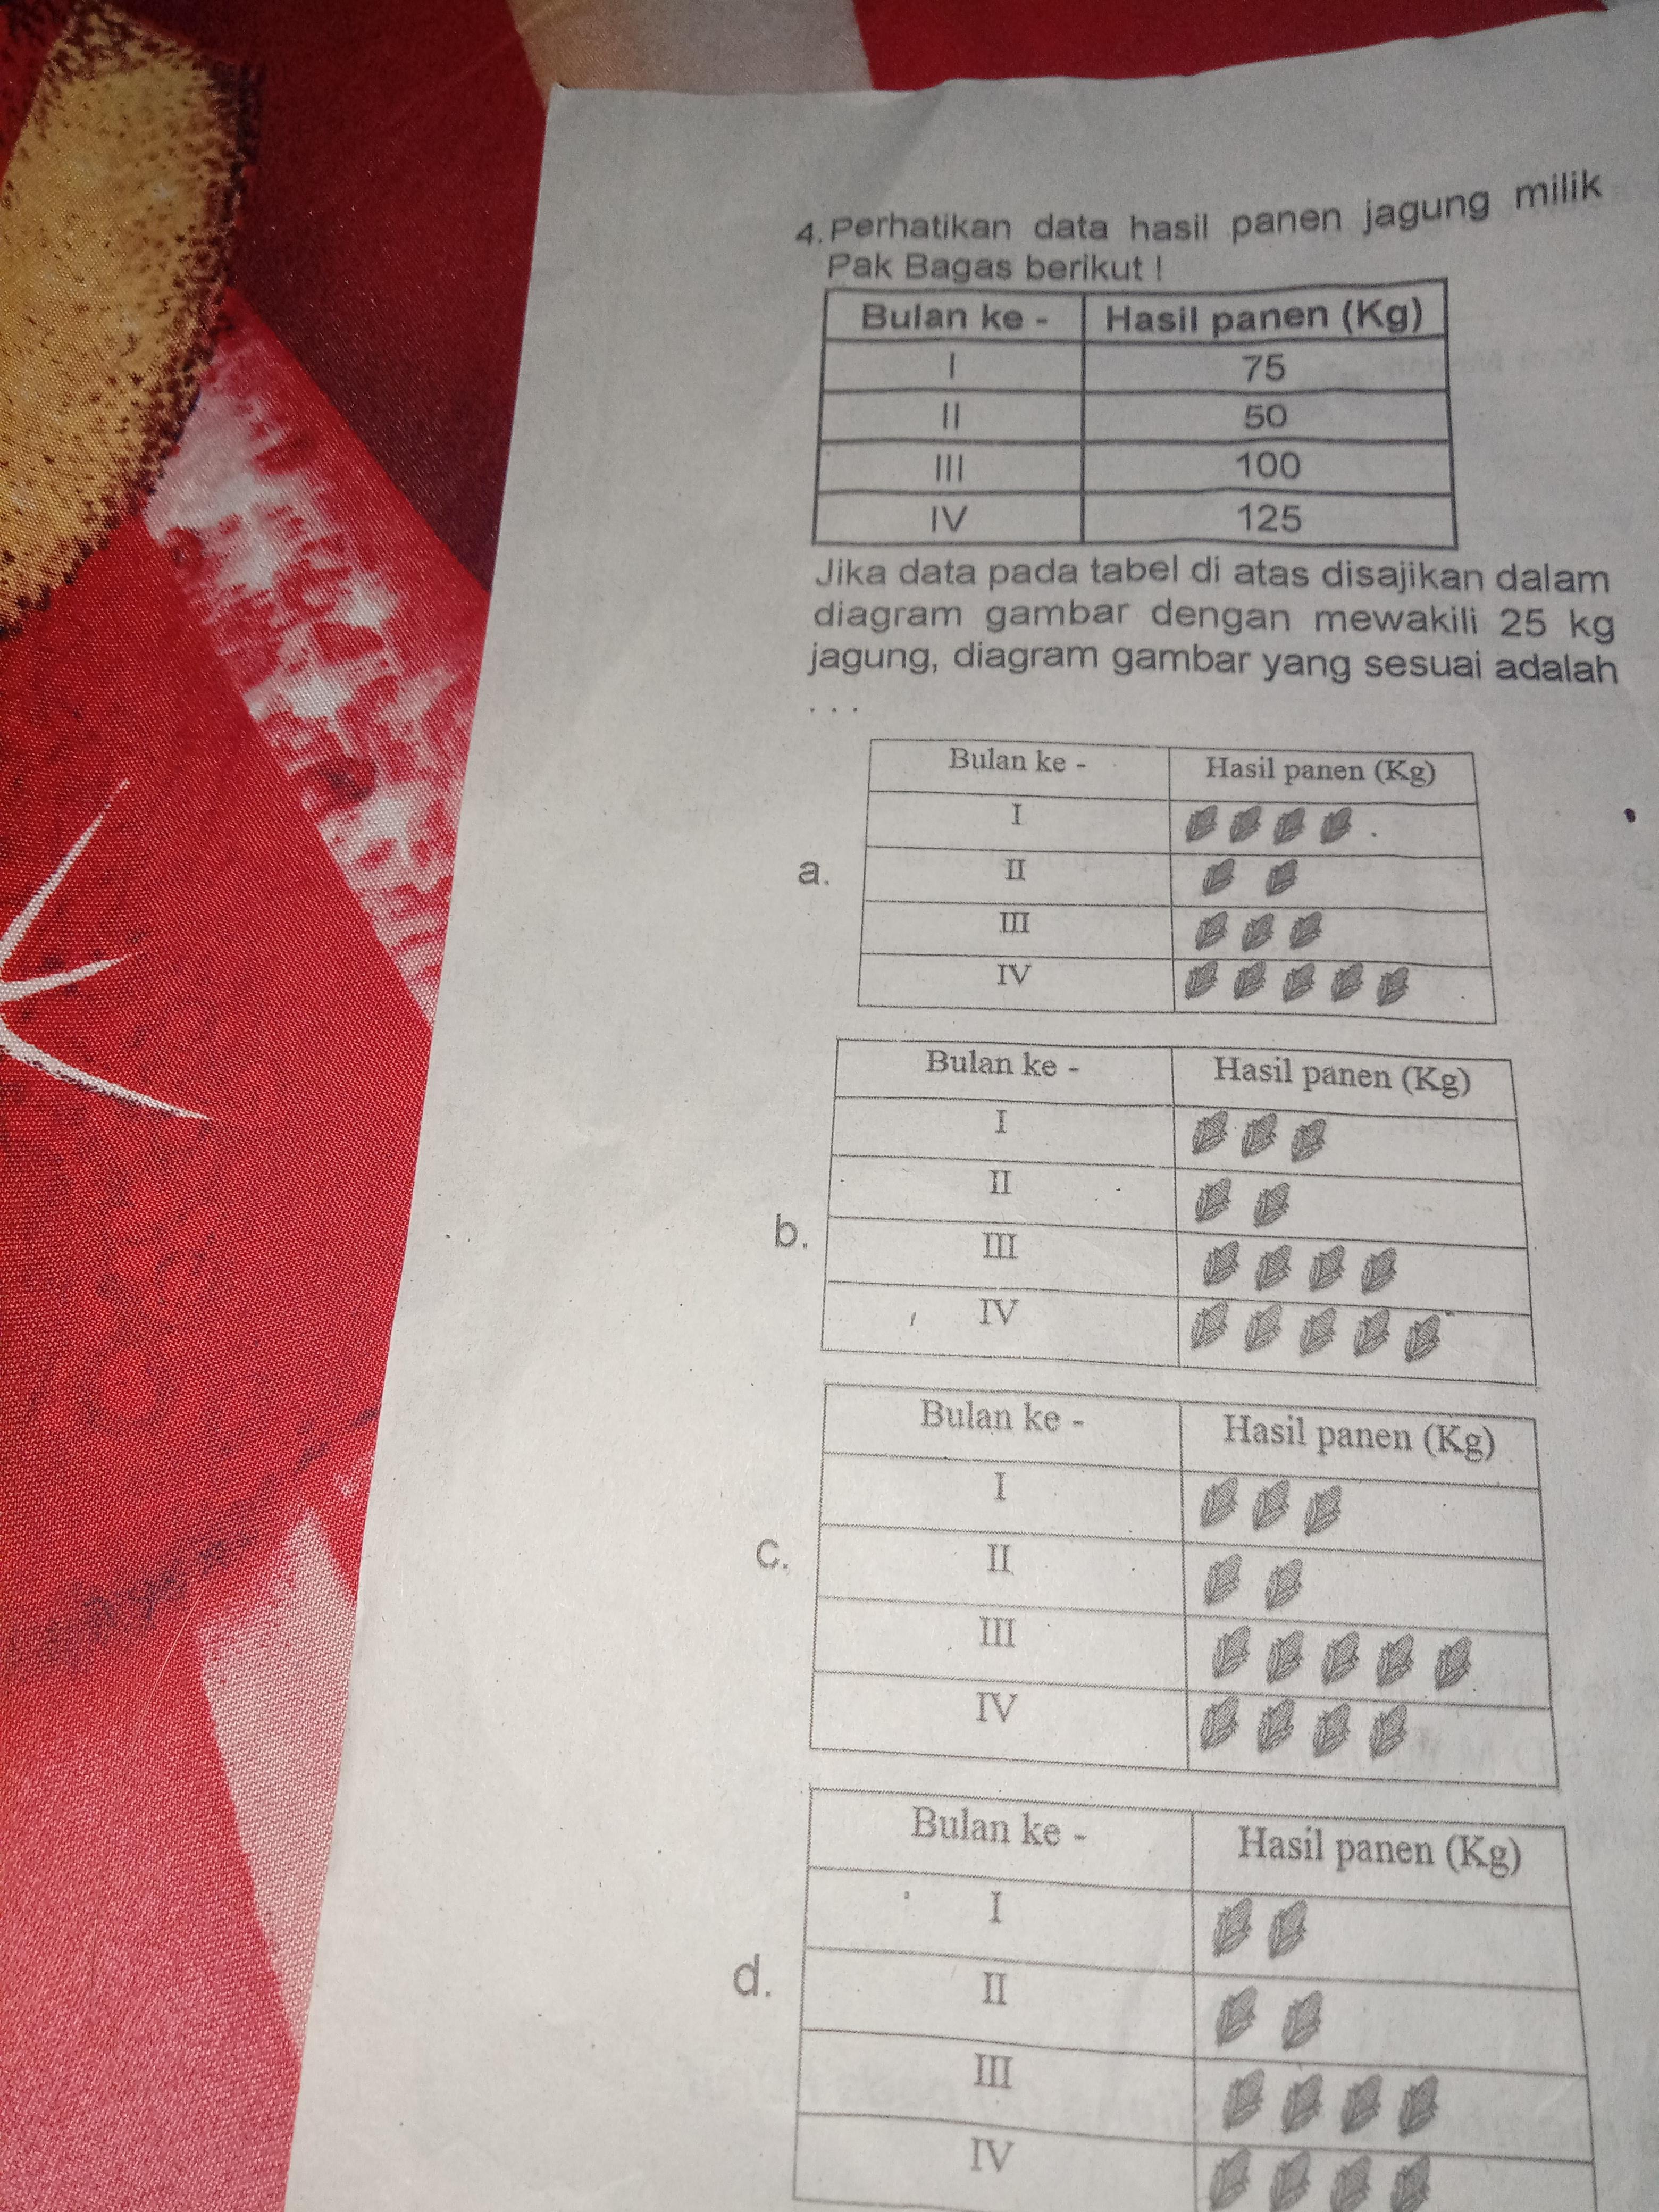 4. Perhatikan data hasil panen jagung milik
Pak Bagas berikut !
Bulan ke - Hasil panen (Kg)
I 75
II 50
III 100
IV 125
Jika data pada tabel di atas disajikan dalam
diagram gambar dengan mewakili 25 kg
jagung, diagram gambar yang sesuai adalah
. . .
a.
Bulan ke - Hasil panen (Kg)
I
II
III
IV
b.
Bulan ke - Hasil panen (Kg)
I
II
III
IV
c.
Bulan ke - Hasil panen (Kg)
I
II
III
IV
d.
Bulan ke - Hasil panen (Kg)
I
II
III
IV